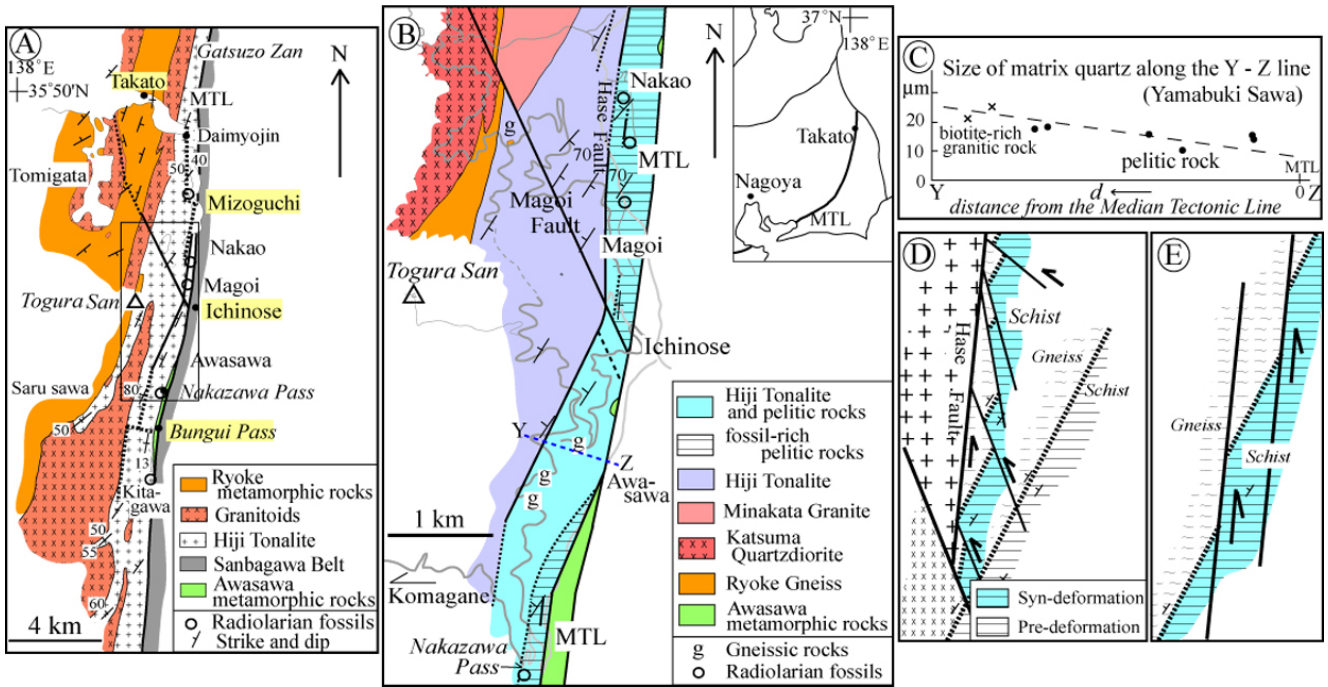 A
Gatsuzo Zan
138°E
35°50'N
Takato
N
MTL
Daimyojin
50
40
Tomigata
Mizoguchi
Nakao
Magoi
Togura San
Ichinose
Awasawa
Saru sawa
80
Nakazawa Pass
50
Bungui Pass
13
Kita-
gawa
50
55
60
4 km
Ryoke
metamorphic rocks
Granitoids
Hiji Tonalite
Sanbagawa Belt
Awasawa
metamorphic rocks
Radiolarian fossils
Strike and dip
B
N
Nakao
Hase Fault
g
70
MTL
70
Magoi
Fault
Magoi
Togura San
Ichinose
Y
g
Z
g
Awa-
sawa
g
1 km
Komagane
MTL
Nakazawa
Pass
37°N
138°E
Takato
Nagoya
MTL
Hiji Tonalite
and pelitic rocks
fossil-rich
pelitic rocks
Hiji Tonalite
Minakata Granite
Katsuma
Quartzdiorite
Ryoke Gneiss
Awasawa
metamorphic rocks
g Gneissic rocks
Radiolarian fossils
C
Size of matrix quartz along the Y - Z line
(Yamabuki Sawa)
µm
20
10
0
biotite-rich
granitic rock
pelitic rock
MTL
Y
d
0 Z
distance from the Median Tectonic Line
D
Hase Fault
Schist
Gneiss
Schist
Syn-deformation
Pre-deformation
E
Gneiss
Schist